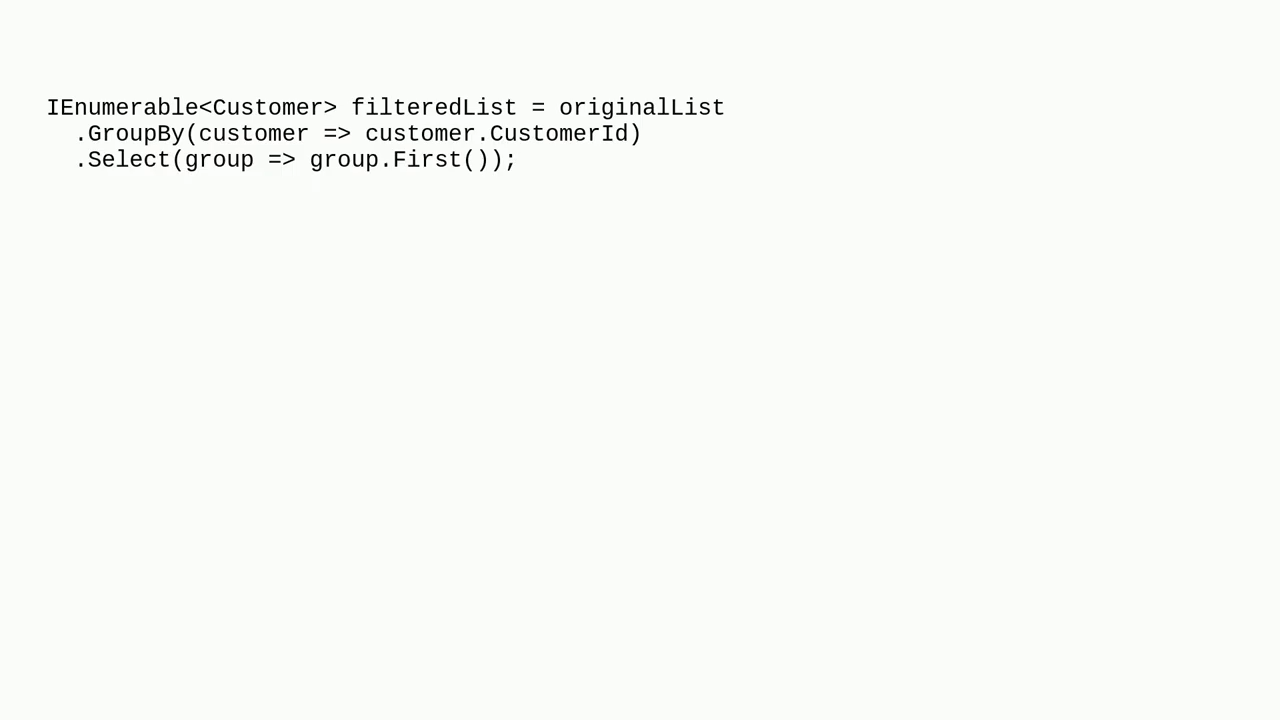 IEnumerable<Customer> filteredList = originalList
  .GroupBy(customer => customer.CustomerId)
  .Select(group => group.First());